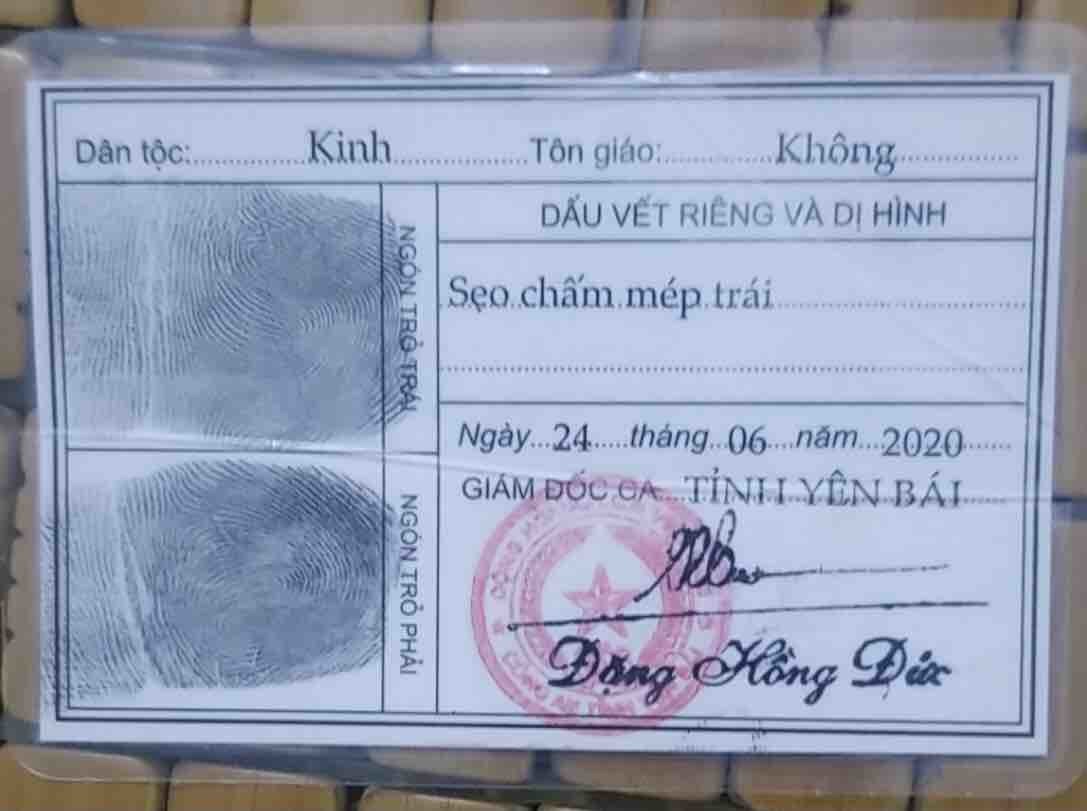 Dân tộc: Kinh Tôn giáo: Không
NGÓN TRỎ TRÁI
NGÓN TRỎ PHẢI
DẤU VẾT RIÊNG VÀ DỊ HÌNH
Sẹo chấm mép trái
Ngày 24 tháng 06 năm 2020
GIÁM ĐỐC CA TỈNH YÊN BÁI
Đặng Hồng Đức